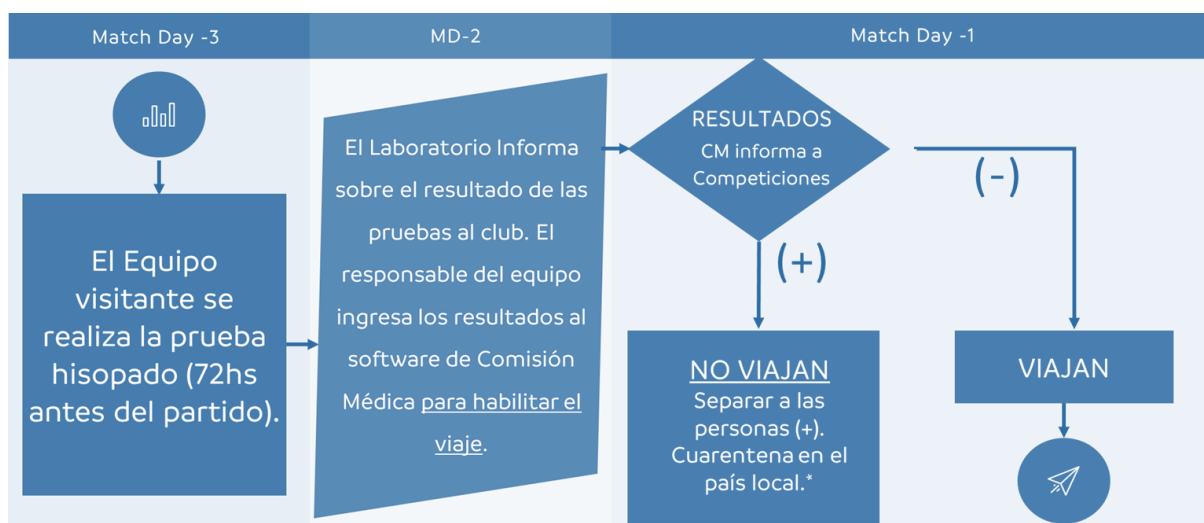 Match Day -3
MD-2
Match Day -1
El Equipo
visitante se
realiza la prueba
hisopado (72hs
antes del partido).
El Laboratorio Informa
sobre el resultado de las
pruebas al club. El
responsable del equipo
ingresa los resultados al
software de Comisión
Médica para habilitar el
viaje.
RESULTADOS
CM informa a
Competiciones
(+)
(-)
NO VIAJAN
Separar a las
personas (+).
Cuarentena en el
país local.*
VIAJAN